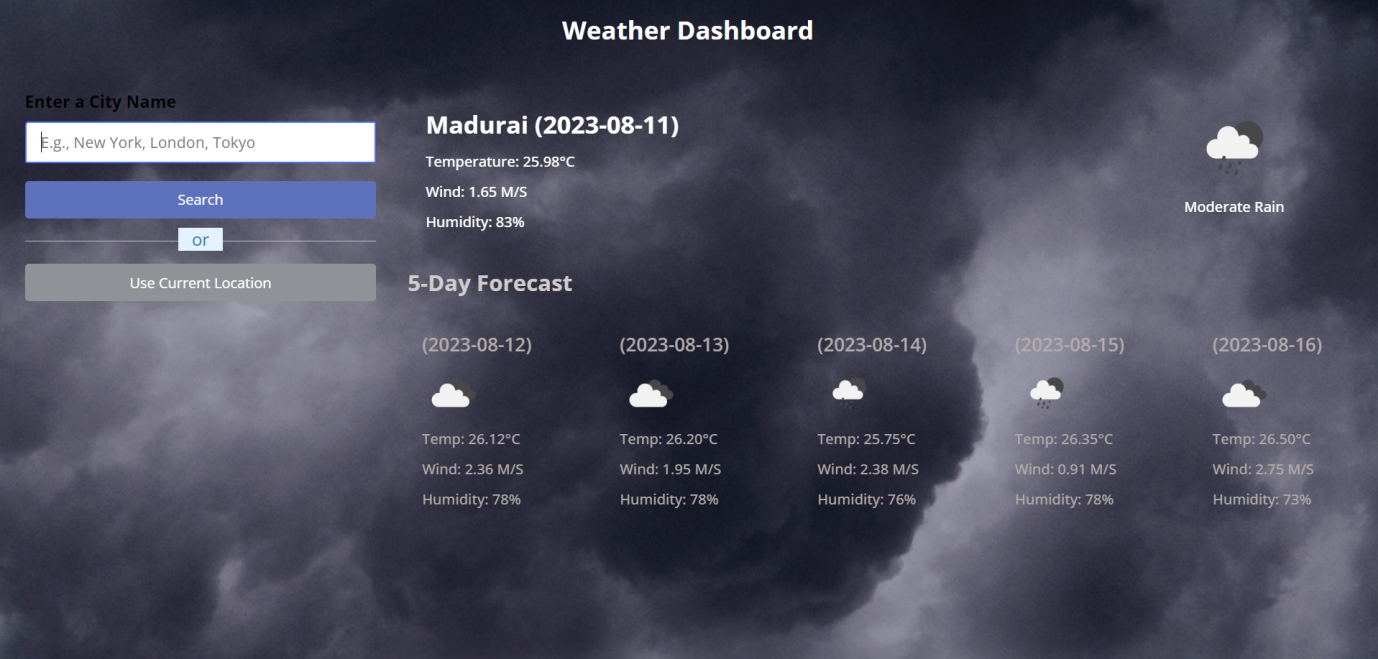 Weather Dashboard
Enter a City Name
E.g., New York, London, Tokyo
Search
or
Use Current Location
Madurai (2023-08-11)
Temperature: 25.98°C
Wind: 1.65 M/S
Humidity: 83%
Moderate Rain
5-Day Forecast
(2023-08-12)
Temp: 26.12°C
Wind: 2.36 M/S
Humidity: 78%
(2023-08-13)
Temp: 26.20°C
Wind: 1.95 M/S
Humidity: 78%
(2023-08-14)
Temp: 25.75°C
Wind: 2.38 M/S
Humidity: 76%
(2023-08-15)
Temp: 26.35°C
Wind: 0.91 M/S
Humidity: 78%
(2023-08-16)
Temp: 26.50°C
Wind: 2.75 M/S
Humidity: 73%